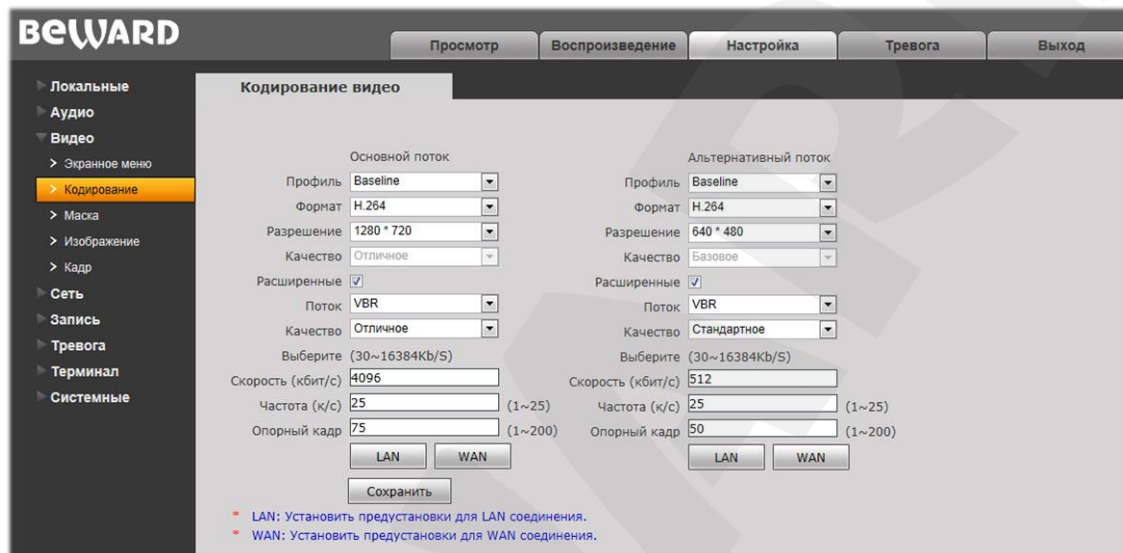 BEWARD
Просмотр Воспроизведение Настройка Тревога Выход
Локальные
Аудио
Видео
Экранное меню
Кодирование
Маска
Изображение
Кадр
Сеть
Запись
Тревога
Терминал
Системные
Кодирование видео
Основной поток
Профиль Baseline
Формат H.264
Разрешение 1280 * 720
Качество Отличное
Расширенные
Поток VBR
Качество Отличное
Выберите (30~16384Kb/S)
Скорость (кбит/с) 4096
Частота (к/с) 25 (1~25)
Опорный кадр 75 (1~200)
LAN WAN
Сохранить
Альтернативный поток
Профиль Baseline
Формат H.264
Разрешение 640 * 480
Качество Базовое
Расширенные
Поток VBR
Качество Стандартное
Выберите (30~16384Kb/S)
Скорость (кбит/с) 512
Частота (к/с) 25 (1~25)
Опорный кадр 50 (1~200)
LAN WAN
* LAN: Установить предустановки для LAN соединения.
* WAN: Установить предустановки для WAN соединения.